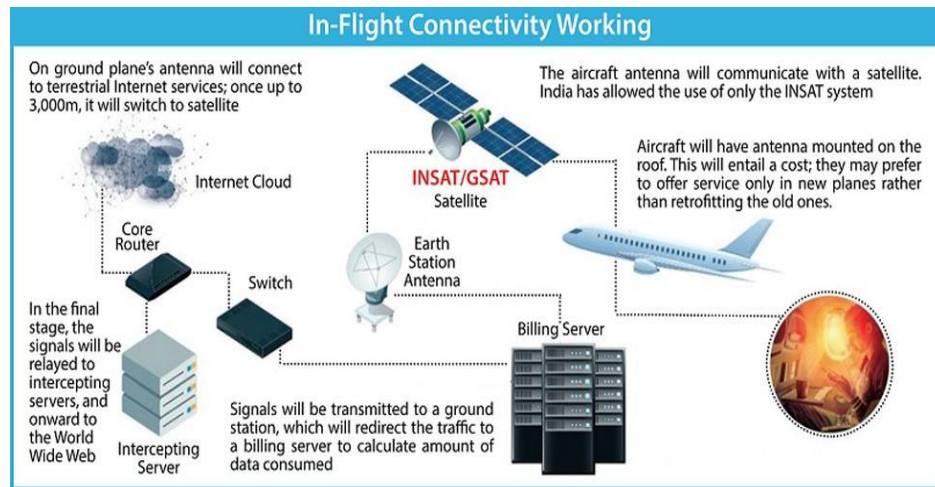 In-Flight Connectivity Working
On ground plane's antenna will connect
to terrestrial Internet services; once up to
3,000m, it will switch to satellite
The aircraft antenna will communicate with a satellite.
India has allowed the use of only the INSAT system
Aircraft will have antenna mounted on the
roof. This will entail a cost; they may prefer
to offer service only in new planes rather
than retrofitting the old ones.
Internet Cloud
INSAT/GSAT
Satellite
Core
Router
Earth
Station
Antenna
Switch
Billing Server
In the final
stage, the
signals will be
relayed to
intercepting
servers, and
onward to
the World
Wide Web
Intercepting
Server
Signals will be transmitted to a ground
station, which will redirect the traffic to
a billing server to calculate amount of
data consumed